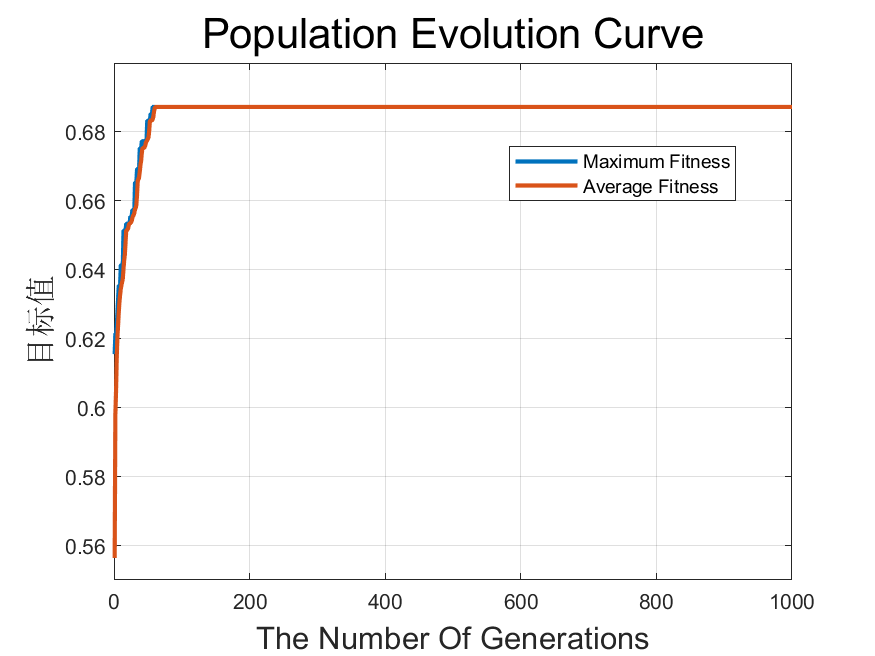 Population Evolution Curve
0.68
0.66
0.64
0.62
0.6
0.58
0.56
目标值
Maximum Fitness
Average Fitness
0 200 400 600 800 1000
The Number Of Generations